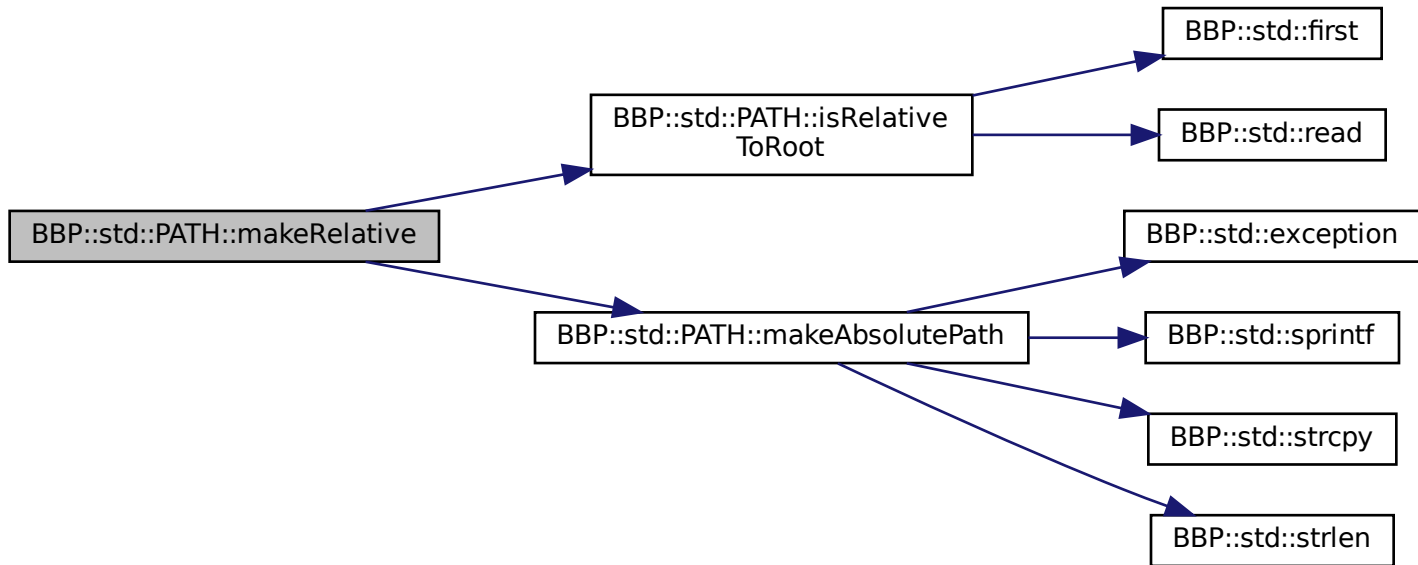 BBP::std::first
BBP::std::PATH::isRelative
ToRoot
BBP::std::read
BBP::std::PATH::makeRelative
BBP::std::exception
BBP::std::PATH::makeAbsolutePath
BBP::std::sprintf
BBP::std::strcpy
BBP::std::strlen